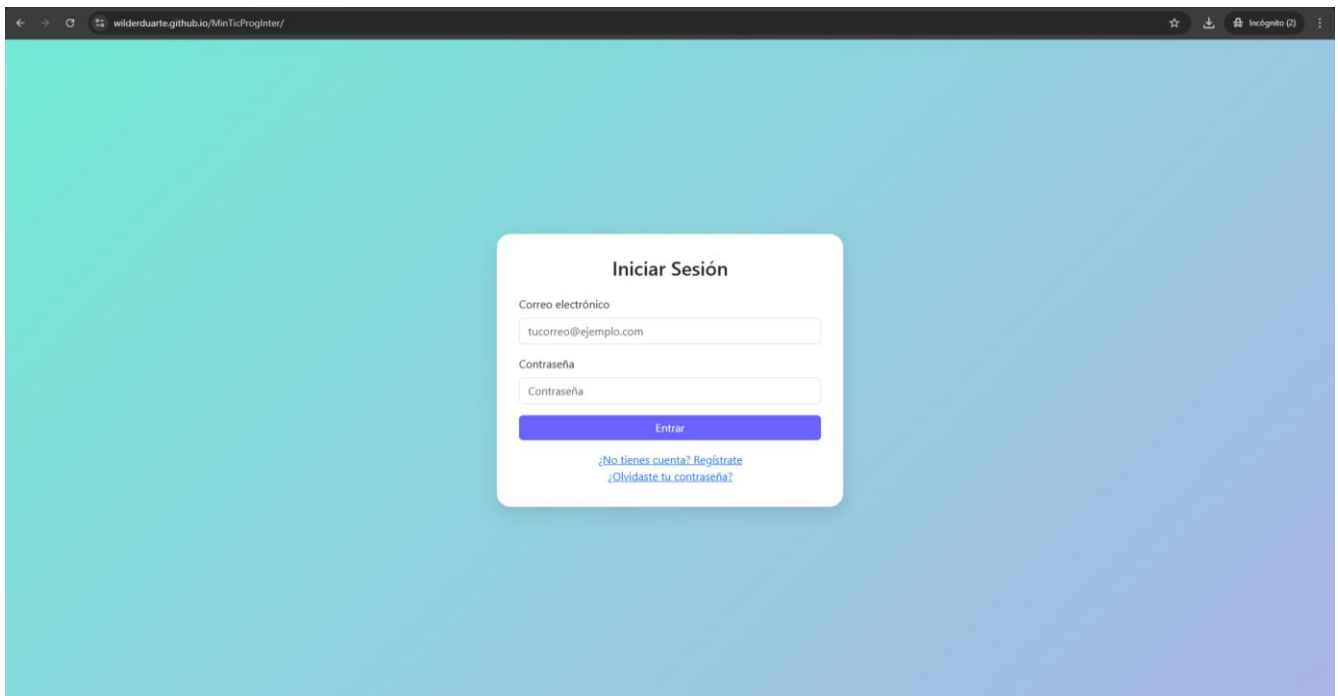 wilderduarte.github.io/MinTicProgInter/
Incógnito (2)
Iniciar Sesión
Correo electrónico
tucorreo@ejemplo.com
Contraseña
Contraseña
Entrar
¿No tienes cuenta? Regístrate
¿Olvidaste tu contraseña?